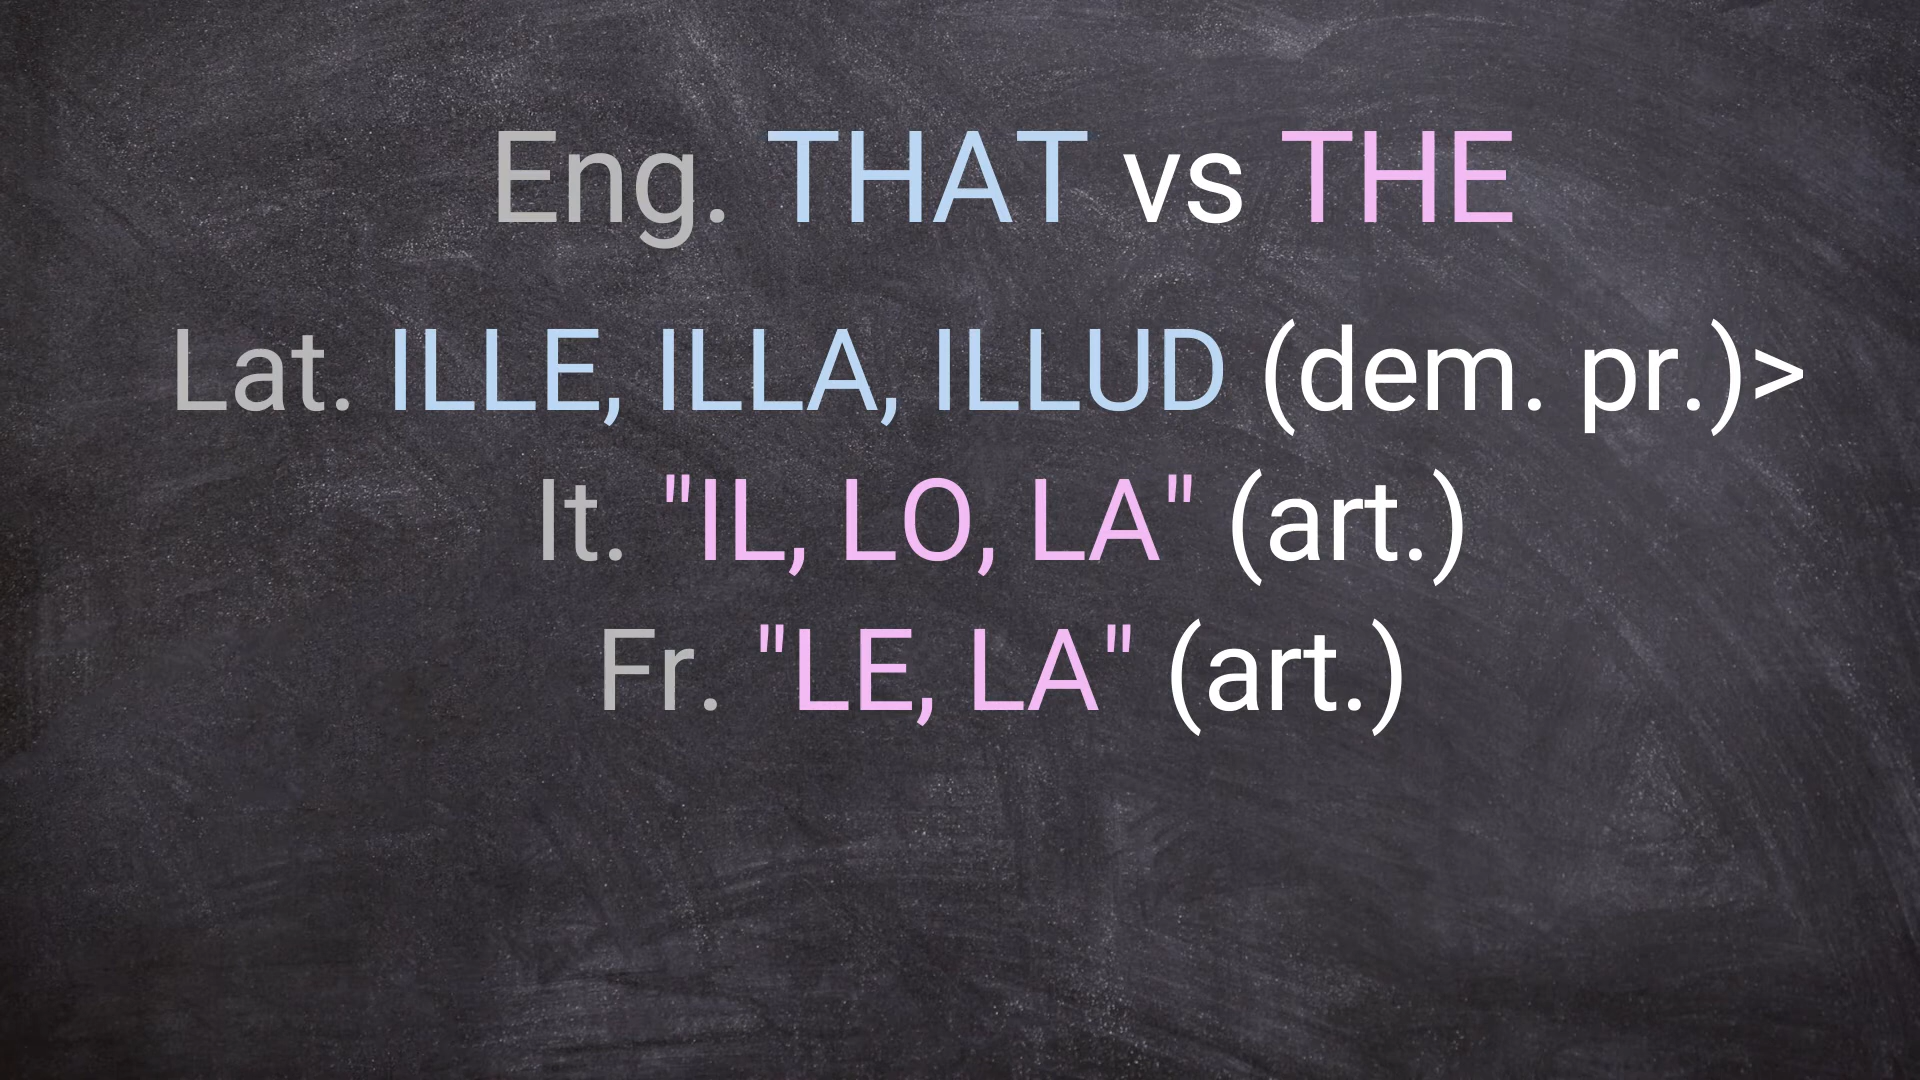 Eng. THAT vs THE
Lat. ILLE, ILLA, ILLUD (dem. pr.)>
It. "IL, LO, LA" (art.)
Fr. "LE, LA" (art.)